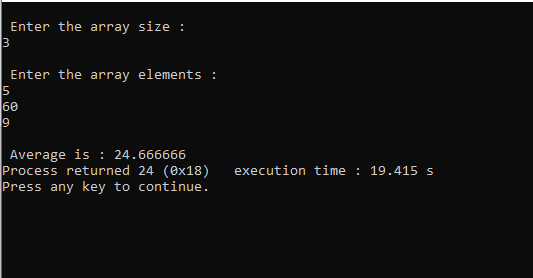 Enter the array size :
3
Enter the array elements :
5
60
9
Average is : 24.666666
Process returned 24 (0x18)   execution time : 19.415 s
Press any key to continue.